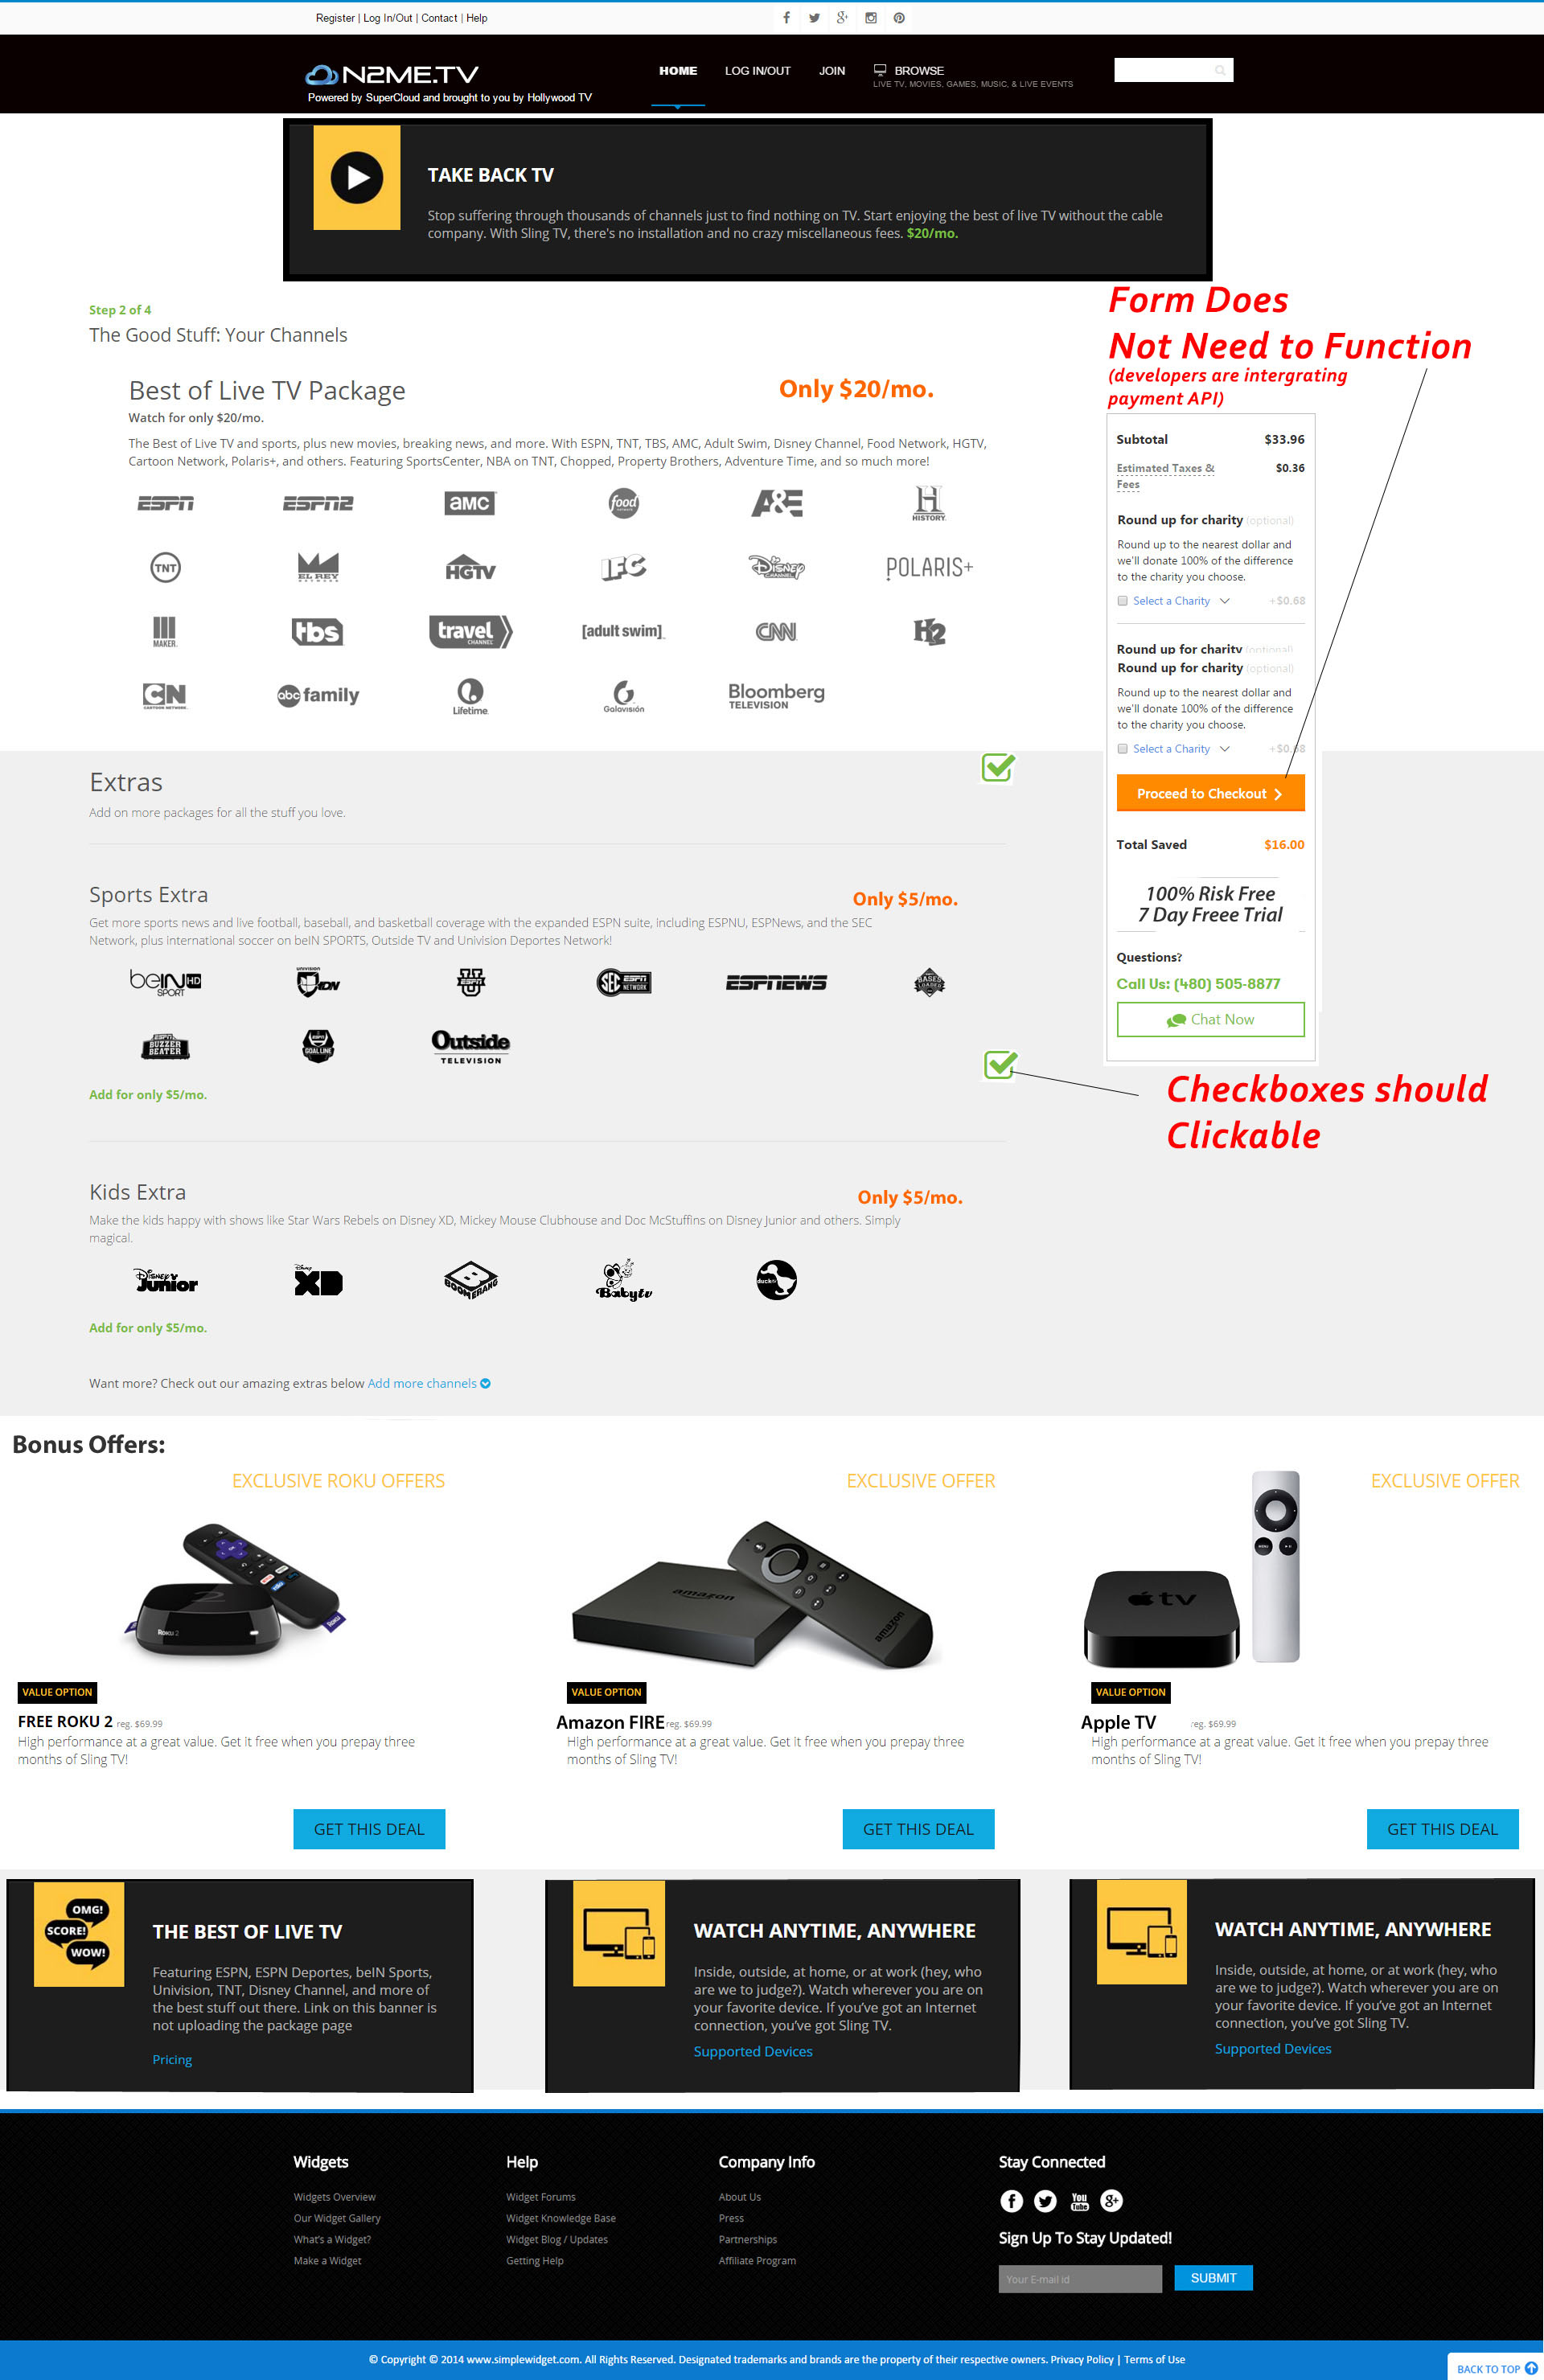 Register | Log In/Out | Contact | Help
N2ME.TV
Powered by SuperCloud and brought to you by Hollywood TV
HOME
LOG IN/OUT
JOIN
BROWSE
LIVE TV, MOVIES, GAMES, MUSIC, & LIVE EVENTS
TAKE BACK TV
Stop suffering through thousands of channels just to find nothing on TV. Start enjoying the best of live TV without the cable
company. With Sling TV, there's no installation and no crazy miscellaneous fees. $20/mo.
Form Does
Not Need to Function
(developers are intergrating
payment API)
Step 2 of 4
The Good Stuff: Your Channels
Best of Live TV Package
Only $20/mo.
Watch for only $20/mo.
The Best of Live TV and sports, plus new movies, breaking news, and more. With ESPN, TNT, TBS, AMC, Adult Swim, Disney Channel, Food Network, HGTV,
Cartoon Network, Polaris+, and others. Featuring SportsCenter, NBA on TNT, Chopped, Property Brothers, Adventure Time, and so much more!
ESPN
ESPN2
aMC
food
NETWORK
A&E
H
HISTORY.
TNT
EL REY
NETWORK
HGTV
IFC
Disney
CHANNEL
POLARIS+
MAKER.
tbs
travel
CHANNEL
[adult swim].
CNN
H2
CN
CARTOON NETWORK.
abc family
Lifetime
Galavisión
Bloomberg
TELEVISION
Subtotal $33.96
Estimated Taxes & $0.36
Fees
Round up for charity (optional)
Round up to the nearest dollar and
we'll donate 100% of the difference
to the charity you choose.
Select a Charity +$0.68
Round up for charity (optional)
Round up for charity (optional)
Round up to the nearest dollar and
we'll donate 100% of the difference
to the charity you choose.
Select a Charity +$0.68
Proceed to Checkout
Total Saved $16.00
100% Risk Free
7 Day Freee Trial
Questions?
Call Us: (480) 505-8877
Chat Now
Checkboxes should
Clickable
Extras
Add on more packages for all the stuff you love.
Sports Extra
Only $5/mo.
Get more sports news and live football, baseball, and basketball coverage with the expanded ESPN suite, including ESPNU, ESPNews, and the SEC
Network, plus international soccer on beIN SPORTS, Outside TV and Univision Deportes Network!
beIN HD
SPORT
UNIVISION
UDN
ESPN
U
SEC ESPN
NETWORK
ESPNEWS
BASES
LOADED
ESPN
BUZZER
BEATER
ESPN
GOAL LINE
Outside
TELEVISION
Add for only $5/mo.
Kids Extra
Only $5/mo.
Make the kids happy with shows like Star Wars Rebels on Disney XD, Mickey Mouse Clubhouse and Doc McStuffins on Disney Junior and others. Simply
magical.
Disney
Junior
Disney
XD
BOOMERANG
Babytv
ducktv
Add for only $5/mo.
Want more? Check out our amazing extras below Add more channels
Bonus Offers:
EXCLUSIVE ROKU OFFERS
2
ROKU 2
Roku
VALUE OPTION
FREE ROKU 2 reg. $69.99
High performance at a great value. Get it free when you prepay three
months of Sling TV!
GET THIS DEAL
EXCLUSIVE OFFER
amazon
amazon
VALUE OPTION
Amazon FIRE reg. $69.99
High performance at a great value. Get it free when you prepay three
months of Sling TV!
GET THIS DEAL
EXCLUSIVE OFFER
tv
MENU
VALUE OPTION
Apple TV reg. $69.99
High performance at a great value. Get it free when you prepay three
months of Sling TV!
GET THIS DEAL
OMG!
SCORE!
WOW!
THE BEST OF LIVE TV
Featuring ESPN, ESPN Deportes, beIN Sports,
Univision, TNT, Disney Channel, and more of
the best stuff out there. Link on this banner is
not uploading the package page
Pricing
WATCH ANYTIME, ANYWHERE
Inside, outside, at home, or at work (hey, who
are we to judge?). Watch wherever you are on
your favorite device. If you've got an Internet
connection, you've got Sling TV.
Supported Devices
WATCH ANYTIME, ANYWHERE
Inside, outside, at home, or at work (hey, who
are we to judge?). Watch wherever you are on
your favorite device. If you've got an Internet
connection, you've got Sling TV.
Supported Devices
Widgets
Widgets Overview
Our Widget Gallery
What's a Widget?
Make a Widget
Help
Widget Forums
Widget Knowledge Base
Widget Blog / Updates
Getting Help
Company Info
About Us
Press
Partnerships
Affiliate Program
Stay Connected
You
Tube
Sign Up To Stay Updated!
Your E-mail id
SUBMIT
© Copyright © 2014 www.simplewidget.com. All Rights Reserved. Designated trademarks and brands are the property of their respective owners. Privacy Policy | Terms of Use
BACK TO TOP